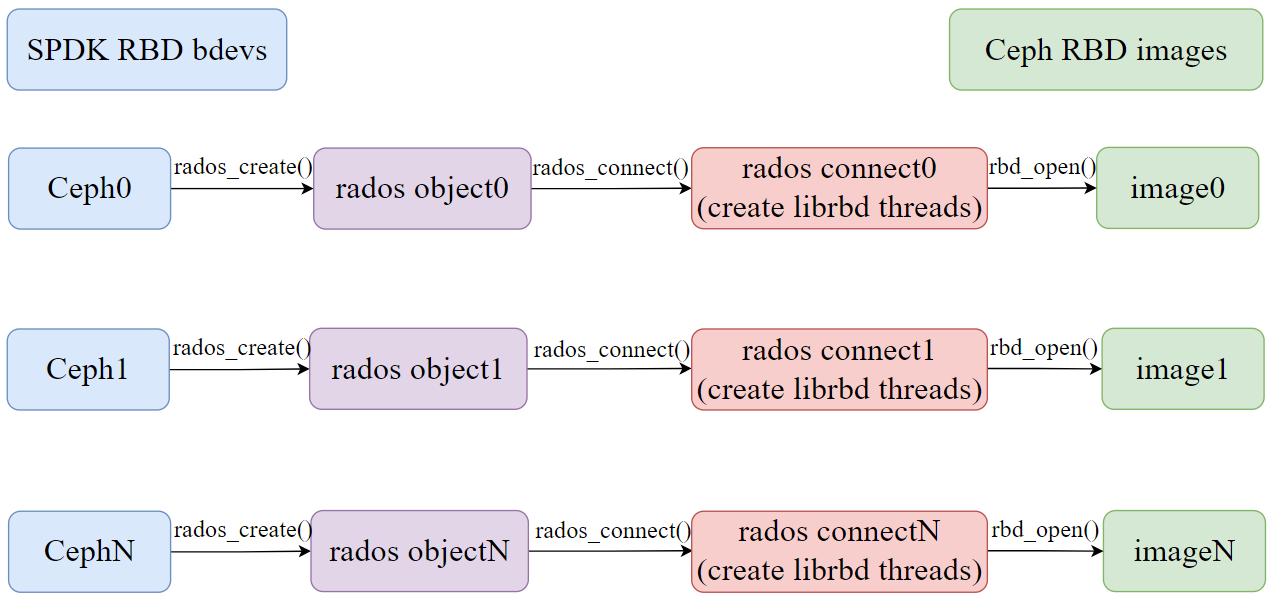 SPDK RBD bdevs
Ceph RBD images
Ceph0
rados_create()
rados object0
rados_connect()
rados connect0
(create librbd threads)
rbd_open()
image0
Ceph1
rados_create()
rados object1
rados_connect()
rados connect1
(create librbd threads)
rbd_open()
image1
CephN
rados_create()
rados objectN
rados_connect()
rados connectN
(create librbd threads)
rbd_open()
imageN